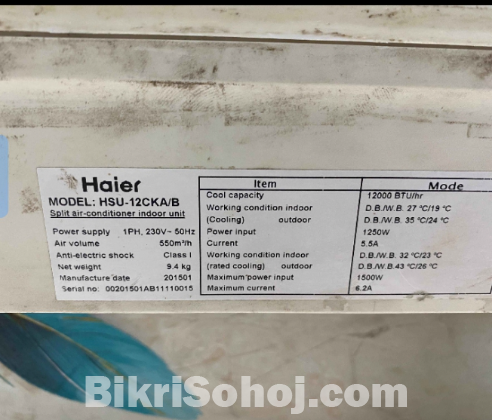 Haier
MODEL: HSU-12CKA/B
Split air-conditioner indoor unit
Power supply 1PH, 230V~ 50Hz
Air volume 550m³/h
Anti-electric shock Class I
Net weight 9.4 kg
Manufacture date 201501
Serial no: 00201501AB11110015
Item Mode
Cool capacity 12000 BTU/hr
Working condition indoor D.B./W.B. 27 °C/19 °C
(Cooling) outdoor D.B./W.B. 35 °C/24 °C
Power input 1250W
Current 5.5A
Working condition indoor D.B./W.B. 32 °C/23 °C
(rated cooling) outdoor D.B./W.B.43 °C/26 °C
Maximum power input 1500W
Maximum current 6.2A
BikriSohoj.com